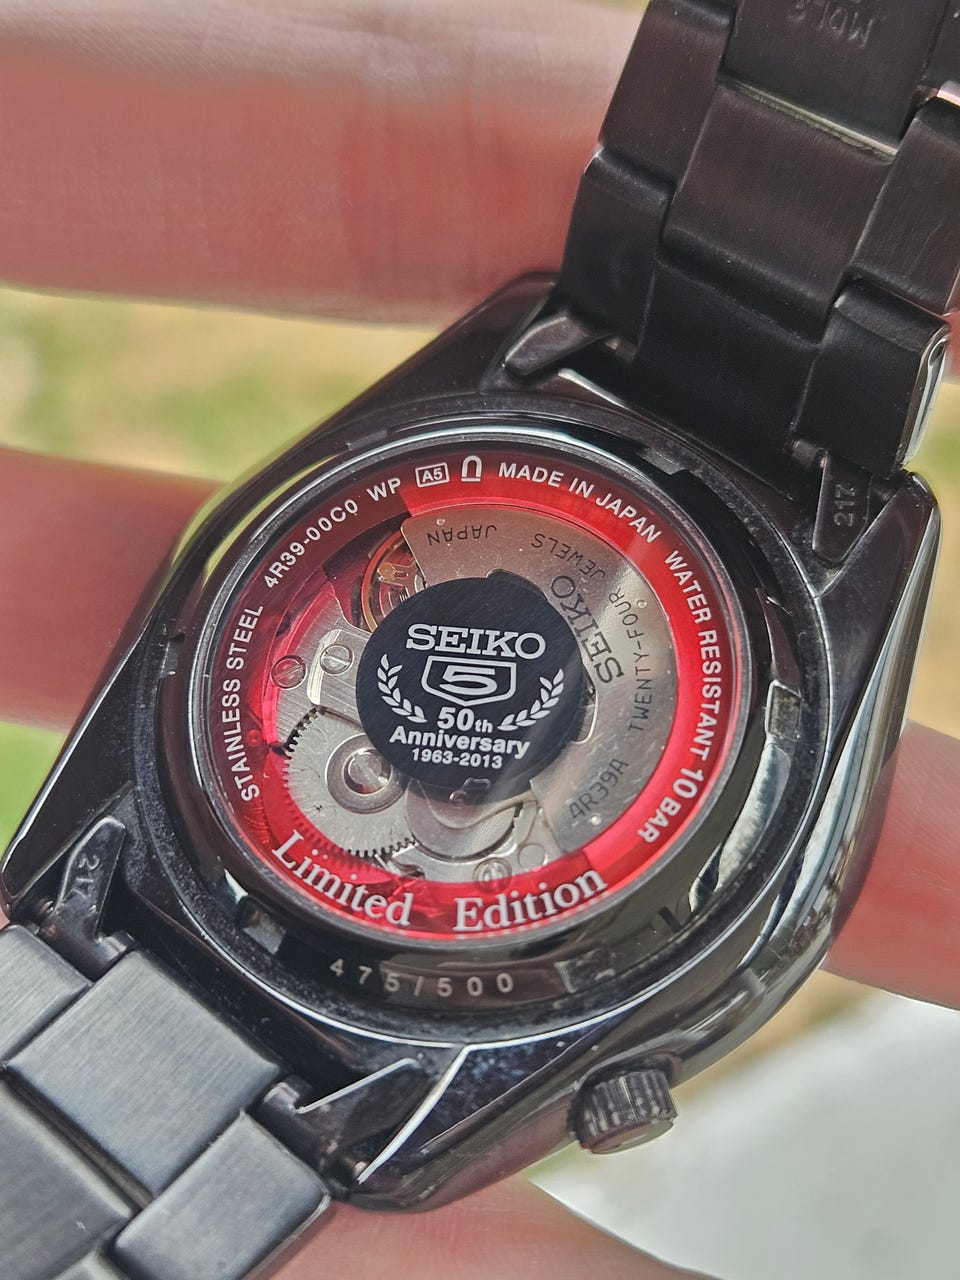 STAINLESS STEEL 4R39-00C0 WP A5 MADE IN JAPAN WATER RESISTANT 10 BAR
SEIKO
5
50th
Anniversary
1963-2013
JAPAN
TWENTY-FOUR JEWELS
SEIKO
4R39A
Limited Edition
475/500
217
217